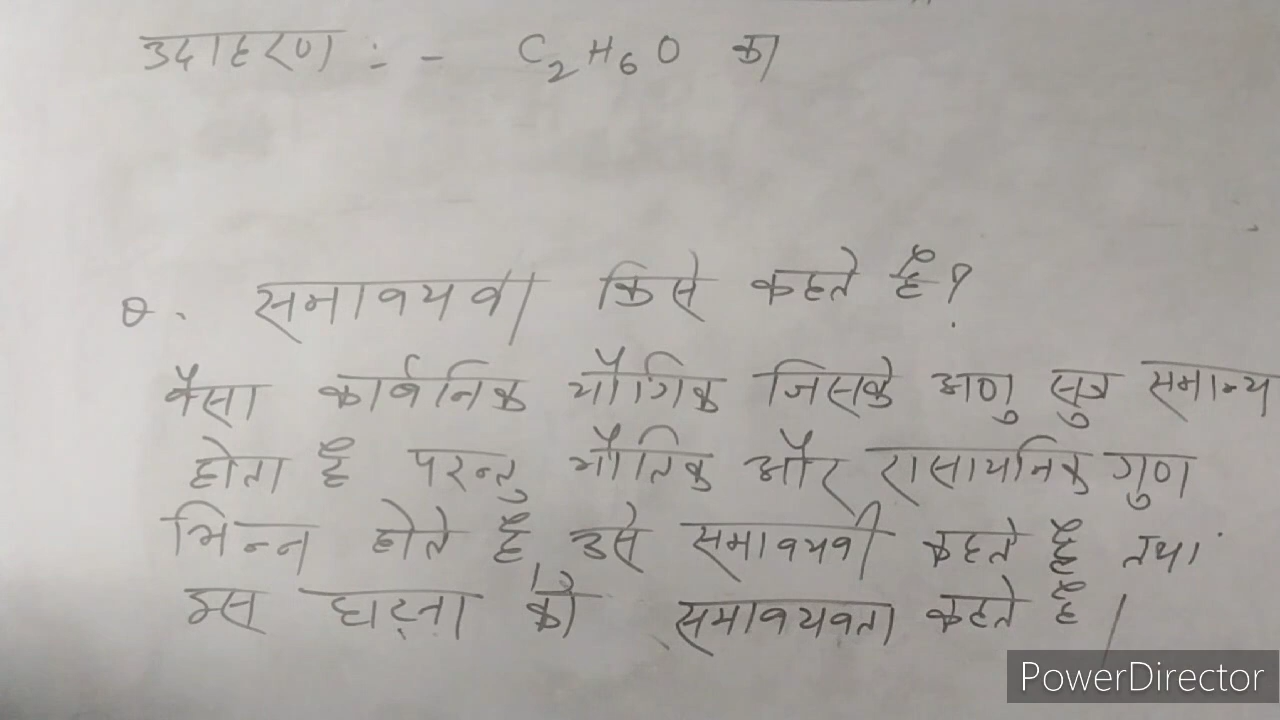 उदाहरण :- C₂H₆O का
Q. समावयवी किसे कहते है?
वैसा कार्बनिक यौगिक जिसके अणु सुत्र समान्य
होता है परन्तु भौतिक और रासायनिक गुण
भिन्न होते है, उसे समावयवी कहते है तथा
इस घटना को समावयवता कहते है।
PowerDirector